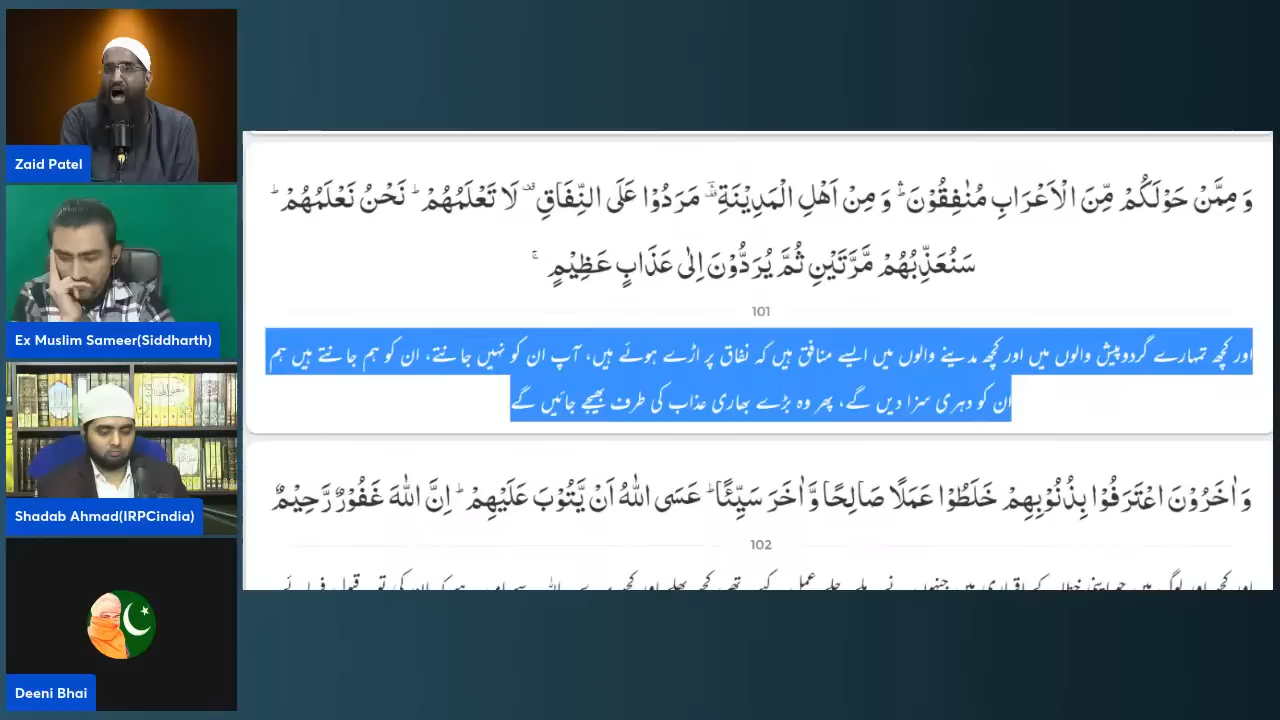 Zaid Patel
Ex Muslim Sameer(Siddharth)
Shadab Ahmad(IRPCindia)
Deeni Bhai
وَ مِمَّنْ حَوْلَكُمْ مِّنَ الْاَعْرَابِ مُنٰفِقُوْنَ ۛؕ وَ مِنْ اَهْلِ الْمَدِیْنَةِ ؔۛ۫ مَرَدُوْا عَلَى النِّفَاقِ ۫ لَا تَعْلَمُهُمْ ؕ نَحْنُ نَعْلَمُهُمْ ؕ
سَنُعَذِّبُهُمْ مَّرَّتَیْنِ ثُمَّ یُرَدُّوْنَ اِلٰى عَذَابٍ عَظِیْمٍ ۚ
101
اور کچھ تمہارے گردوپیش والوں میں اور کچھ مدینے والوں میں ایسے منافق ہیں کہ نفاق پر اڑے ہوئے ہیں، آپ ان کو نہیں جانتے، ان کو ہم جانتے ہیں ہم
ان کو دہری سزا دیں گے، پھر وہ بڑے بھاری عذاب کی طرف بھیجے جائیں گے
وَ اٰخَرُوْنَ اعْتَرَفُوْا بِذُنُوْبِهِمْ خَلَطُوْا عَمَلًا صَالِحًا وَّ اٰخَرَ سَیِّئًا ؕ عَسَى اللّٰهُ اَنْ یَّتُوْبَ عَلَیْهِمْ ؕ اِنَّ اللّٰهَ غَفُوْرٌ رَّحِیْمٌ
102